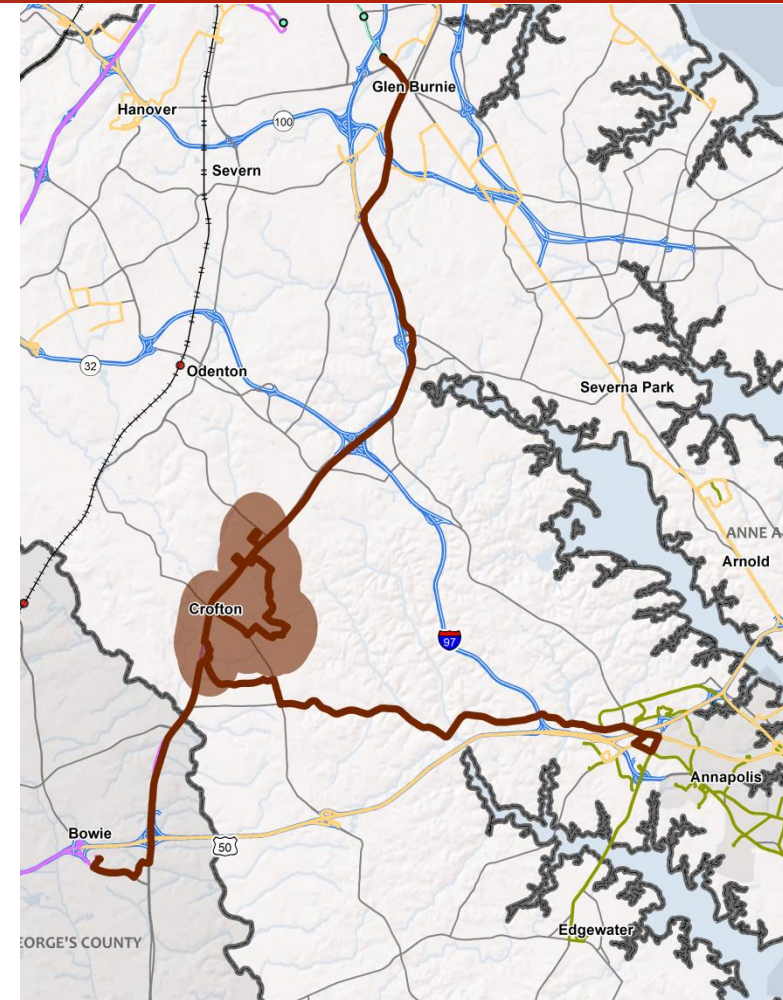 Glen Burnie
Hanover
100
Severn
32
Odenton
Severna Park
ANNE A
Arnold
Crofton
97
Annapolis
Bowie
50
Edgewater
EORGE'S COUNTY